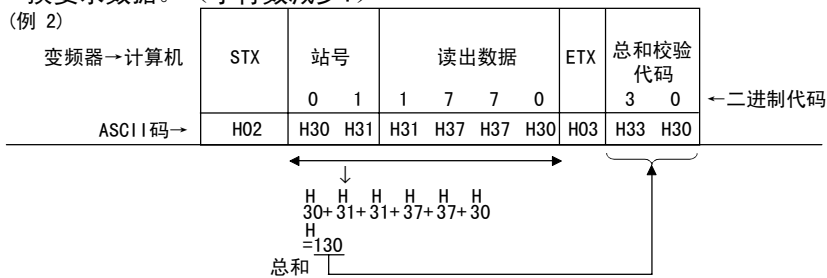 (例 2)
变频器→计算机 STX 站号 读出数据 ETX 总和校验代码
0 1 1 7 7 0 3 0 ←二进制代码
ASCII码→ H02 H30 H31 H31 H37 H37 H30 H03 H33 H30
↓
H H H H H H
30+31+31+37+37+30
H
=130
总和